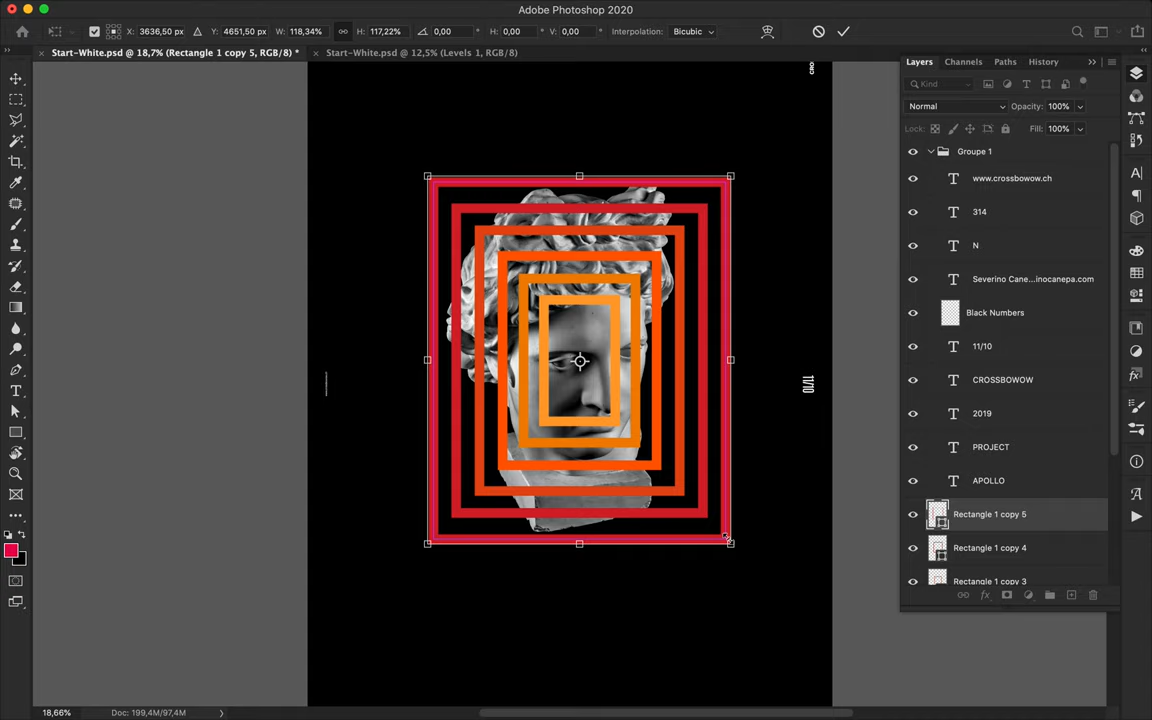 Adobe Photoshop 2020
X: 3636,50 px Y: 4651,50 px W: 118,34% H: 117,22% 0,00 H: 0,00 V: 0,00 Interpolation: Bicubic
Start-White.psd @ 18,7% (Rectangle 1 copy 5, RGB/8) *
Start-White.psd @ 12,5% (Levels 1, RGB/8)
CRO
11/10
Layers Channels Paths History
Kind
Normal Opacity: 100%
Lock: Fill: 100%
Groupe 1
www.crossbowow.ch
314
N
Severino Cane...inocanepa.com
Black Numbers
11/10
CROSSBOWOW
2019
PROJECT
APOLLO
Rectangle 1 copy 5
Rectangle 1 copy 4
Rectangle 1 copy 3
fx
18,66% Doc: 199,4M/97,4M